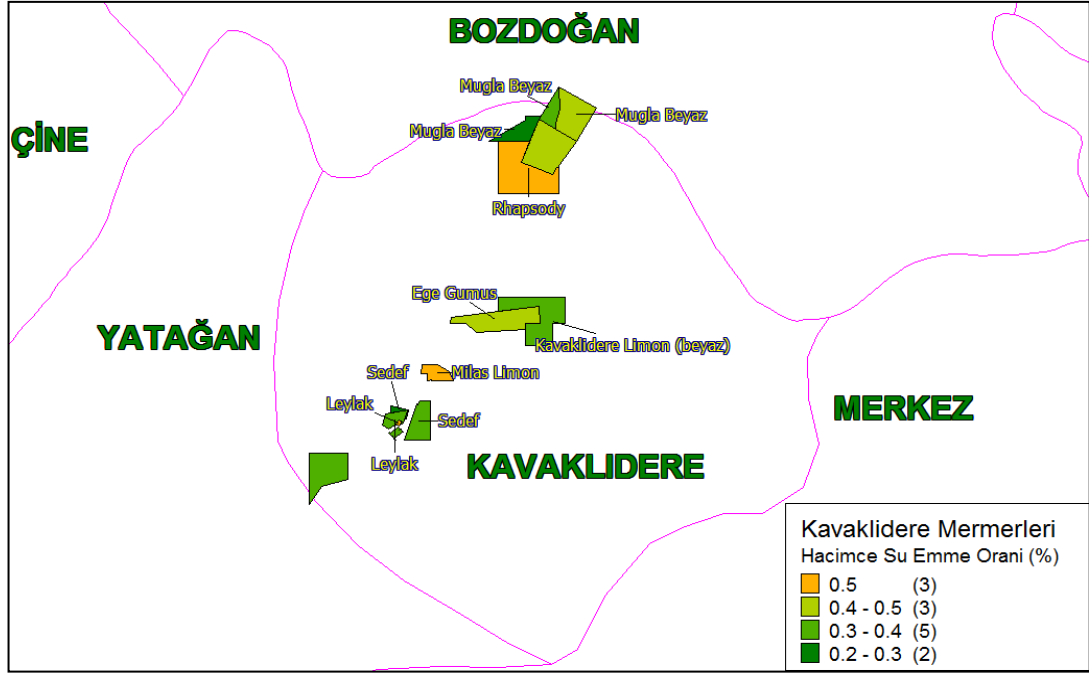 BOZDOĞAN
Mugla Beyaz
Mugla Beyaz
ÇİNE
Mugla Beyaz
Rhapsody
Ege Gumus
YATAĞAN
Kavaklidere Limon (beyaz)
Sedef
Milas Limon
Leylak
Sedef
MERKEZ
Leylak
KAVAKLIDERE
Kavaklidere Mermerleri
Hacimce Su Emme Orani (%)
0.5 (3)
0.4 - 0.5 (3)
0.3 - 0.4 (5)
0.2 - 0.3 (2)